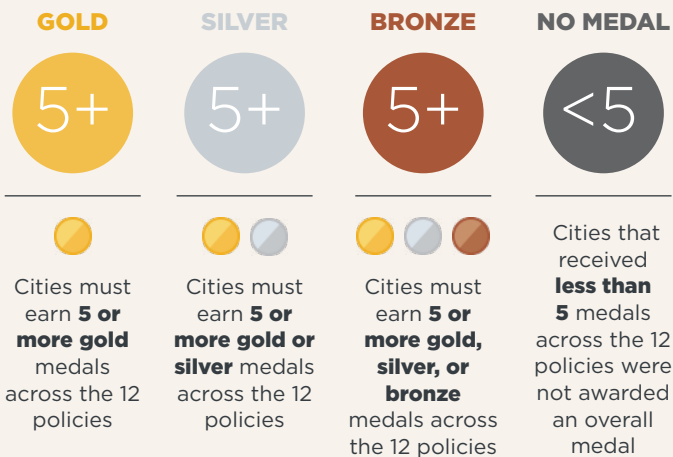 GOLD
5+
Cities must
earn 5 or
more gold
medals
across the 12
policies
SILVER
5+
Cities must
earn 5 or
more gold or
silver medals
across the 12
policies
BRONZE
5+
Cities must
earn 5 or
more gold,
silver, or
bronze
medals across
the 12 policies
NO MEDAL
<5
Cities that
received
less than
5 medals
across the 12
policies were
not awarded
an overall
medal